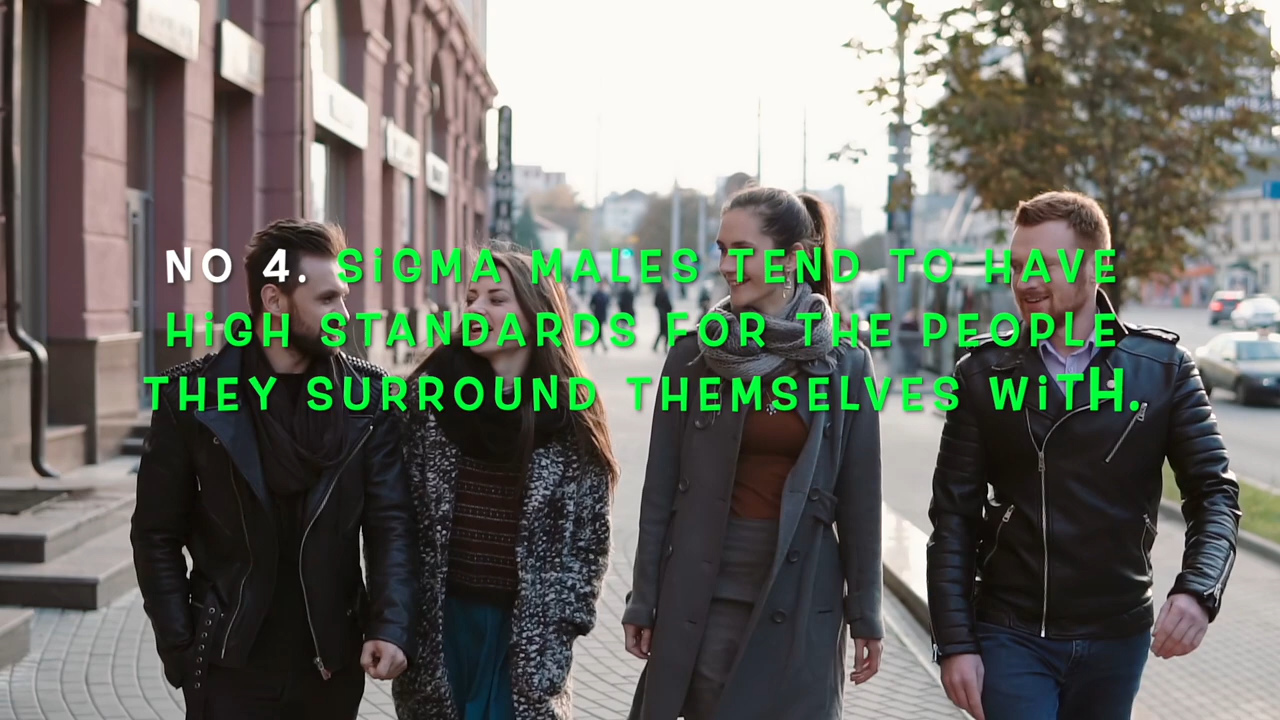 NO 4. SiGMA MALES TEND TO HAVE
HiGH STANDARDS FOR THE PEOPLE
THEY SURROUND THEMSELVES WiTH.